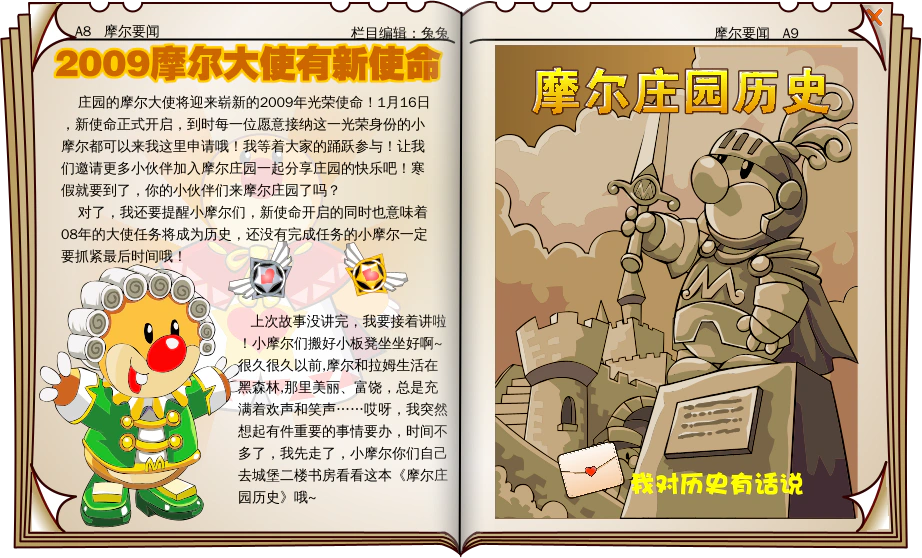 A8 摩尔要闻
栏目编辑：兔兔
2009摩尔大使有新使命
庄园的摩尔大使将迎来崭新的2009年光荣使命！1月16日
，新使命正式开启，到时每一位愿意接纳这一光荣身份的小
摩尔都可以来我这里申请哦！我等着大家的踊跃参与！让我
们邀请更多小伙伴加入摩尔庄园一起分享庄园的快乐吧！寒
假就要到了，你的小伙伴们来摩尔庄园了吗？
对了，我还要提醒小摩尔们，新使命开启的同时也意味着
08年的大使任务将成为历史，还没有完成任务的小摩尔一定
要抓紧最后时间哦！
上次故事没讲完，我要接着讲啦
！小摩尔们搬好小板凳坐坐好啊~
很久很久以前,摩尔和拉姆生活在
黑森林,那里美丽、富饶，总是充
满着欢声和笑声……哎呀，我突然
想起有件重要的事情要办，时间不
多了，我先走了，小摩尔你们自己
去城堡二楼书房看看这本《摩尔庄
园历史》哦~
摩尔要闻 A9
摩尔庄园历史
M
我对历史有话说